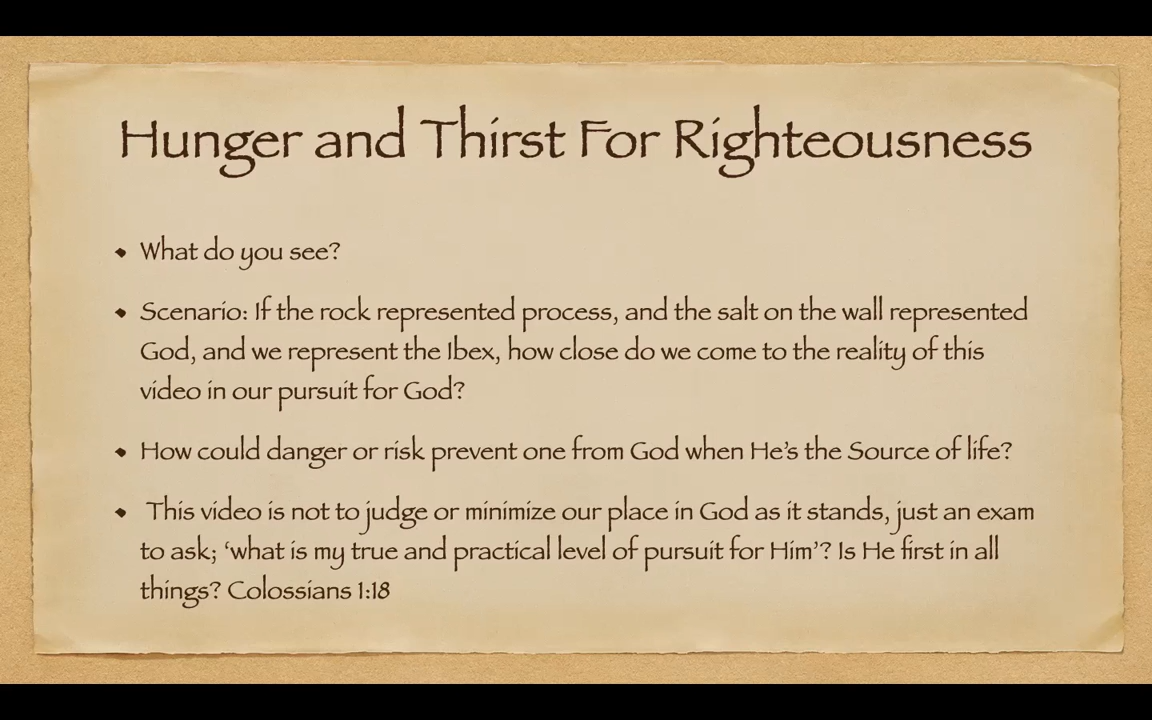 Hunger and Thirst For Righteousness
• What do you see?
• Scenario: If the rock represented process, and the salt on the wall represented
God, and we represent the Ibex, how close do we come to the reality of this
video in our pursuit for God?
• How could danger or risk prevent one from God when He’s the Source of life?
• This video is not to judge or minimize our place in God as it stands, just an exam
to ask; ‘what is my true and practical level of pursuit for Him’? Is He first in all
things? Colossians 1:18